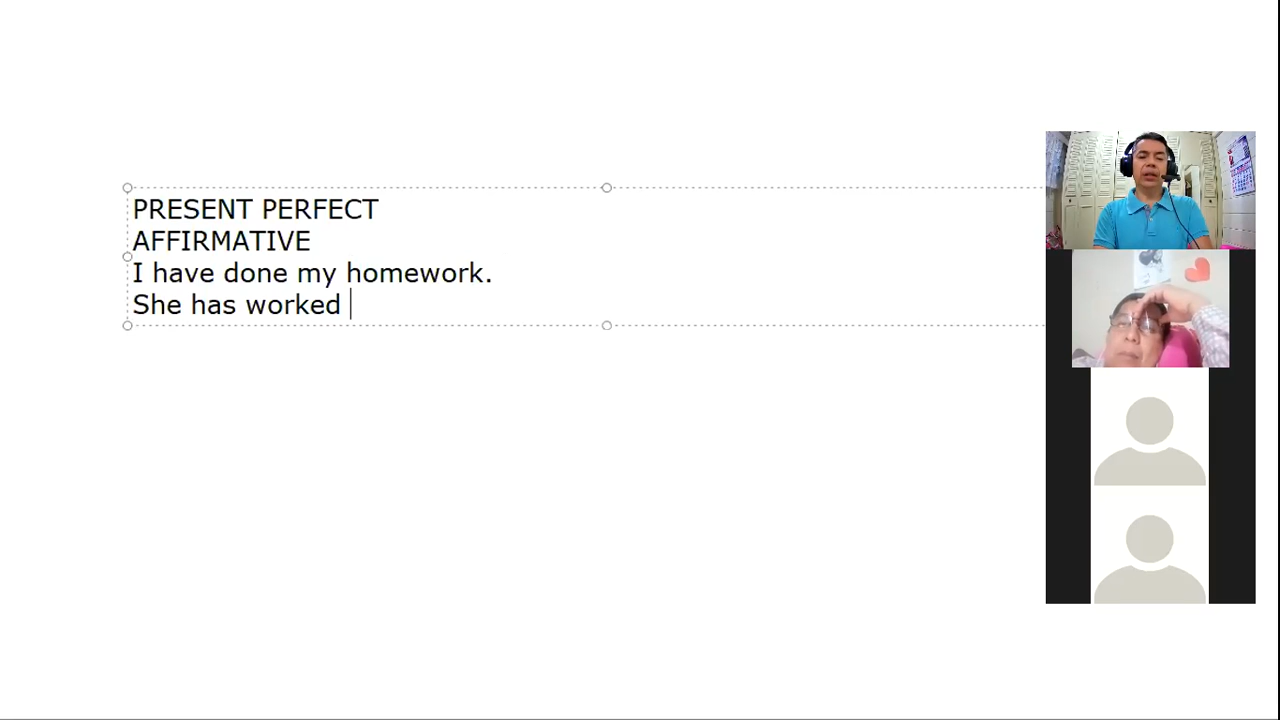 PRESENT PERFECT
AFFIRMATIVE
I have done my homework.
She has worked